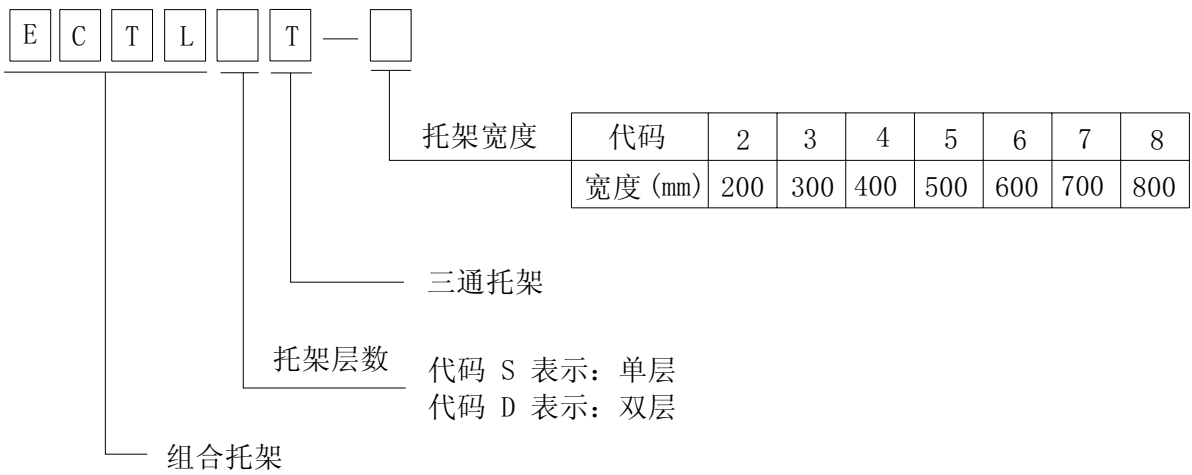 E C T L T —
托架宽度
代码 2 3 4 5 6 7 8
宽度(mm) 200 300 400 500 600 700 800
三通托架
托架层数
代码 S 表示: 单层
代码 D 表示: 双层
组合托架